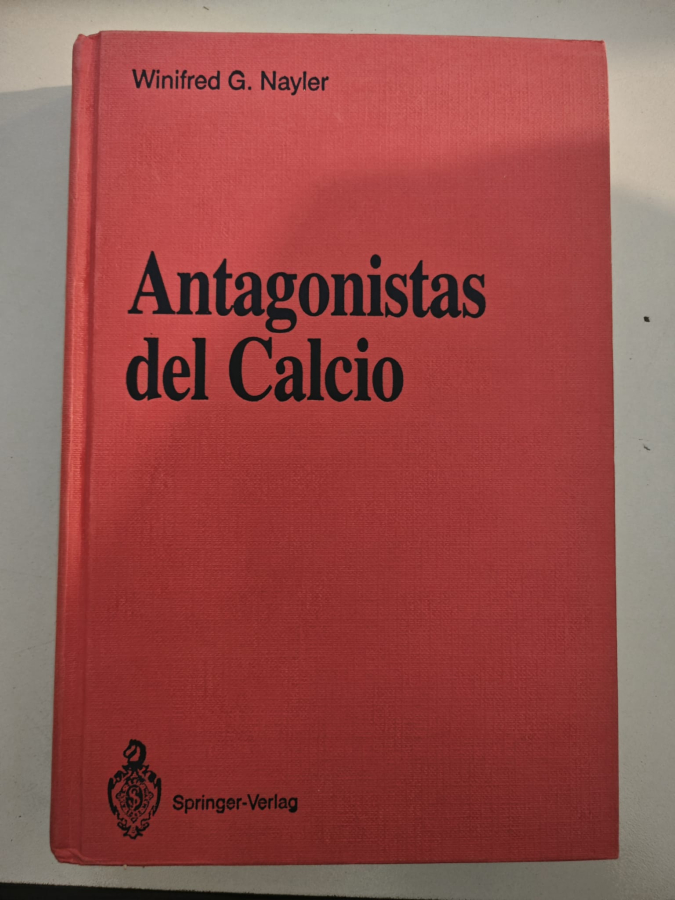 Winifred G. Nayler
Antagonistas
del Calcio
Springer-Verlag